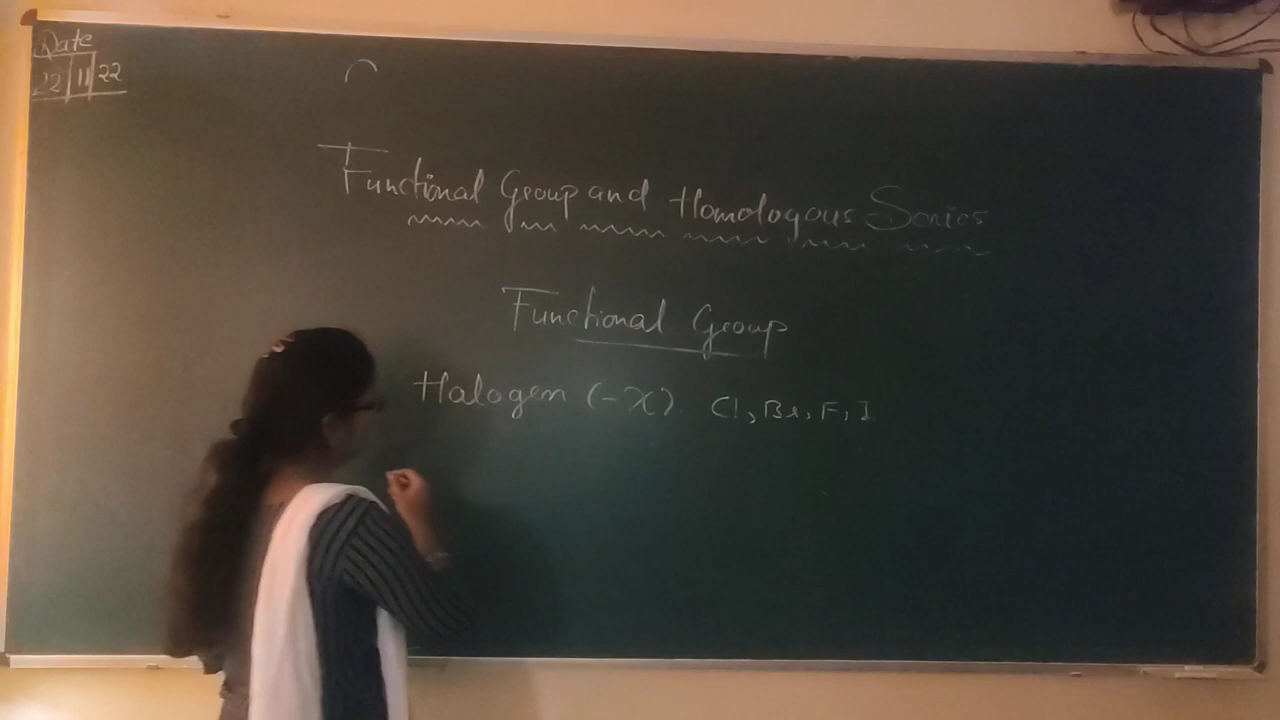 Date
22|11|22
Functional Group and Homologous Series
Functional Group
Halogen (-X). Cl, Br, F, I